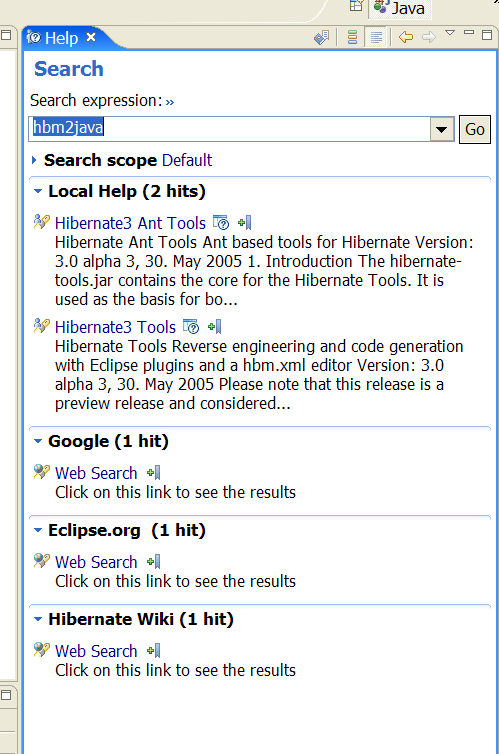 Java
Help
Search
Search expression: »
hbm2java
Go
Search scope Default
Local Help (2 hits)
Hibernate3 Ant Tools
Hibernate Ant Tools Ant based tools for Hibernate Version:
3.0 alpha 3, 30. May 2005 1. Introduction The hibernate-
tools.jar contains the core for the Hibernate Tools. It is
used as the basis for bo...
Hibernate3 Tools
Hibernate Tools Reverse engineering and code generation
with Eclipse plugins and a hbm.xml editor Version: 3.0
alpha 3, 30. May 2005 Please note that this release is a
preview release and considered...
Google (1 hit)
Web Search
Click on this link to see the results
Eclipse.org (1 hit)
Web Search
Click on this link to see the results
Hibernate Wiki (1 hit)
Web Search
Click on this link to see the results